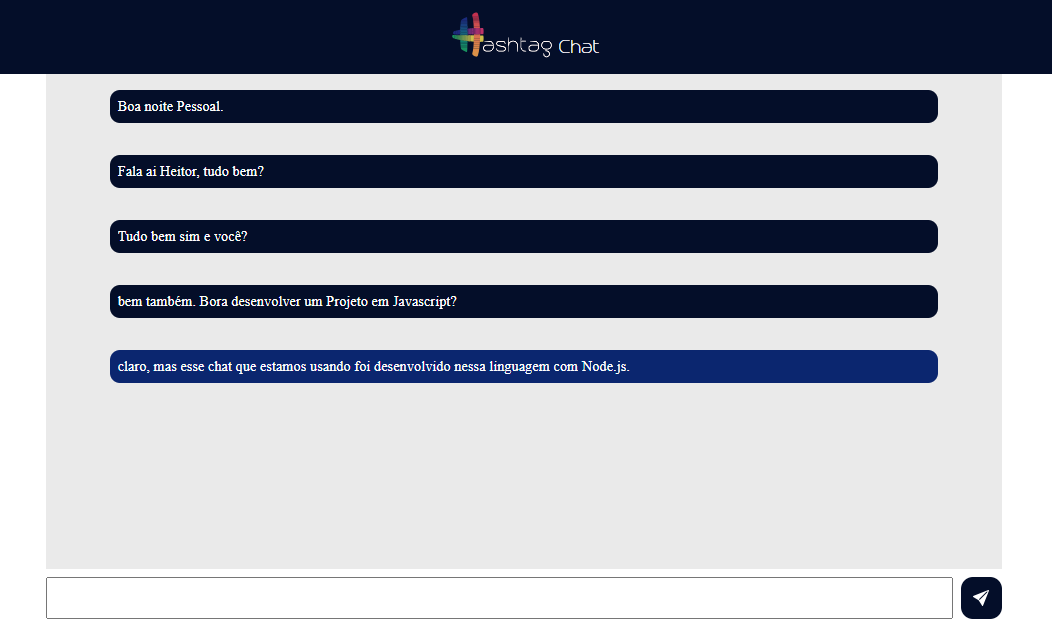 Hashtag Chat
Boa noite Pessoal.
Fala ai Heitor, tudo bem?
Tudo bem sim e você?
bem também. Bora desenvolver um Projeto em Javascript?
claro, mas esse chat que estamos usando foi desenvolvido nessa linguagem com Node.js.